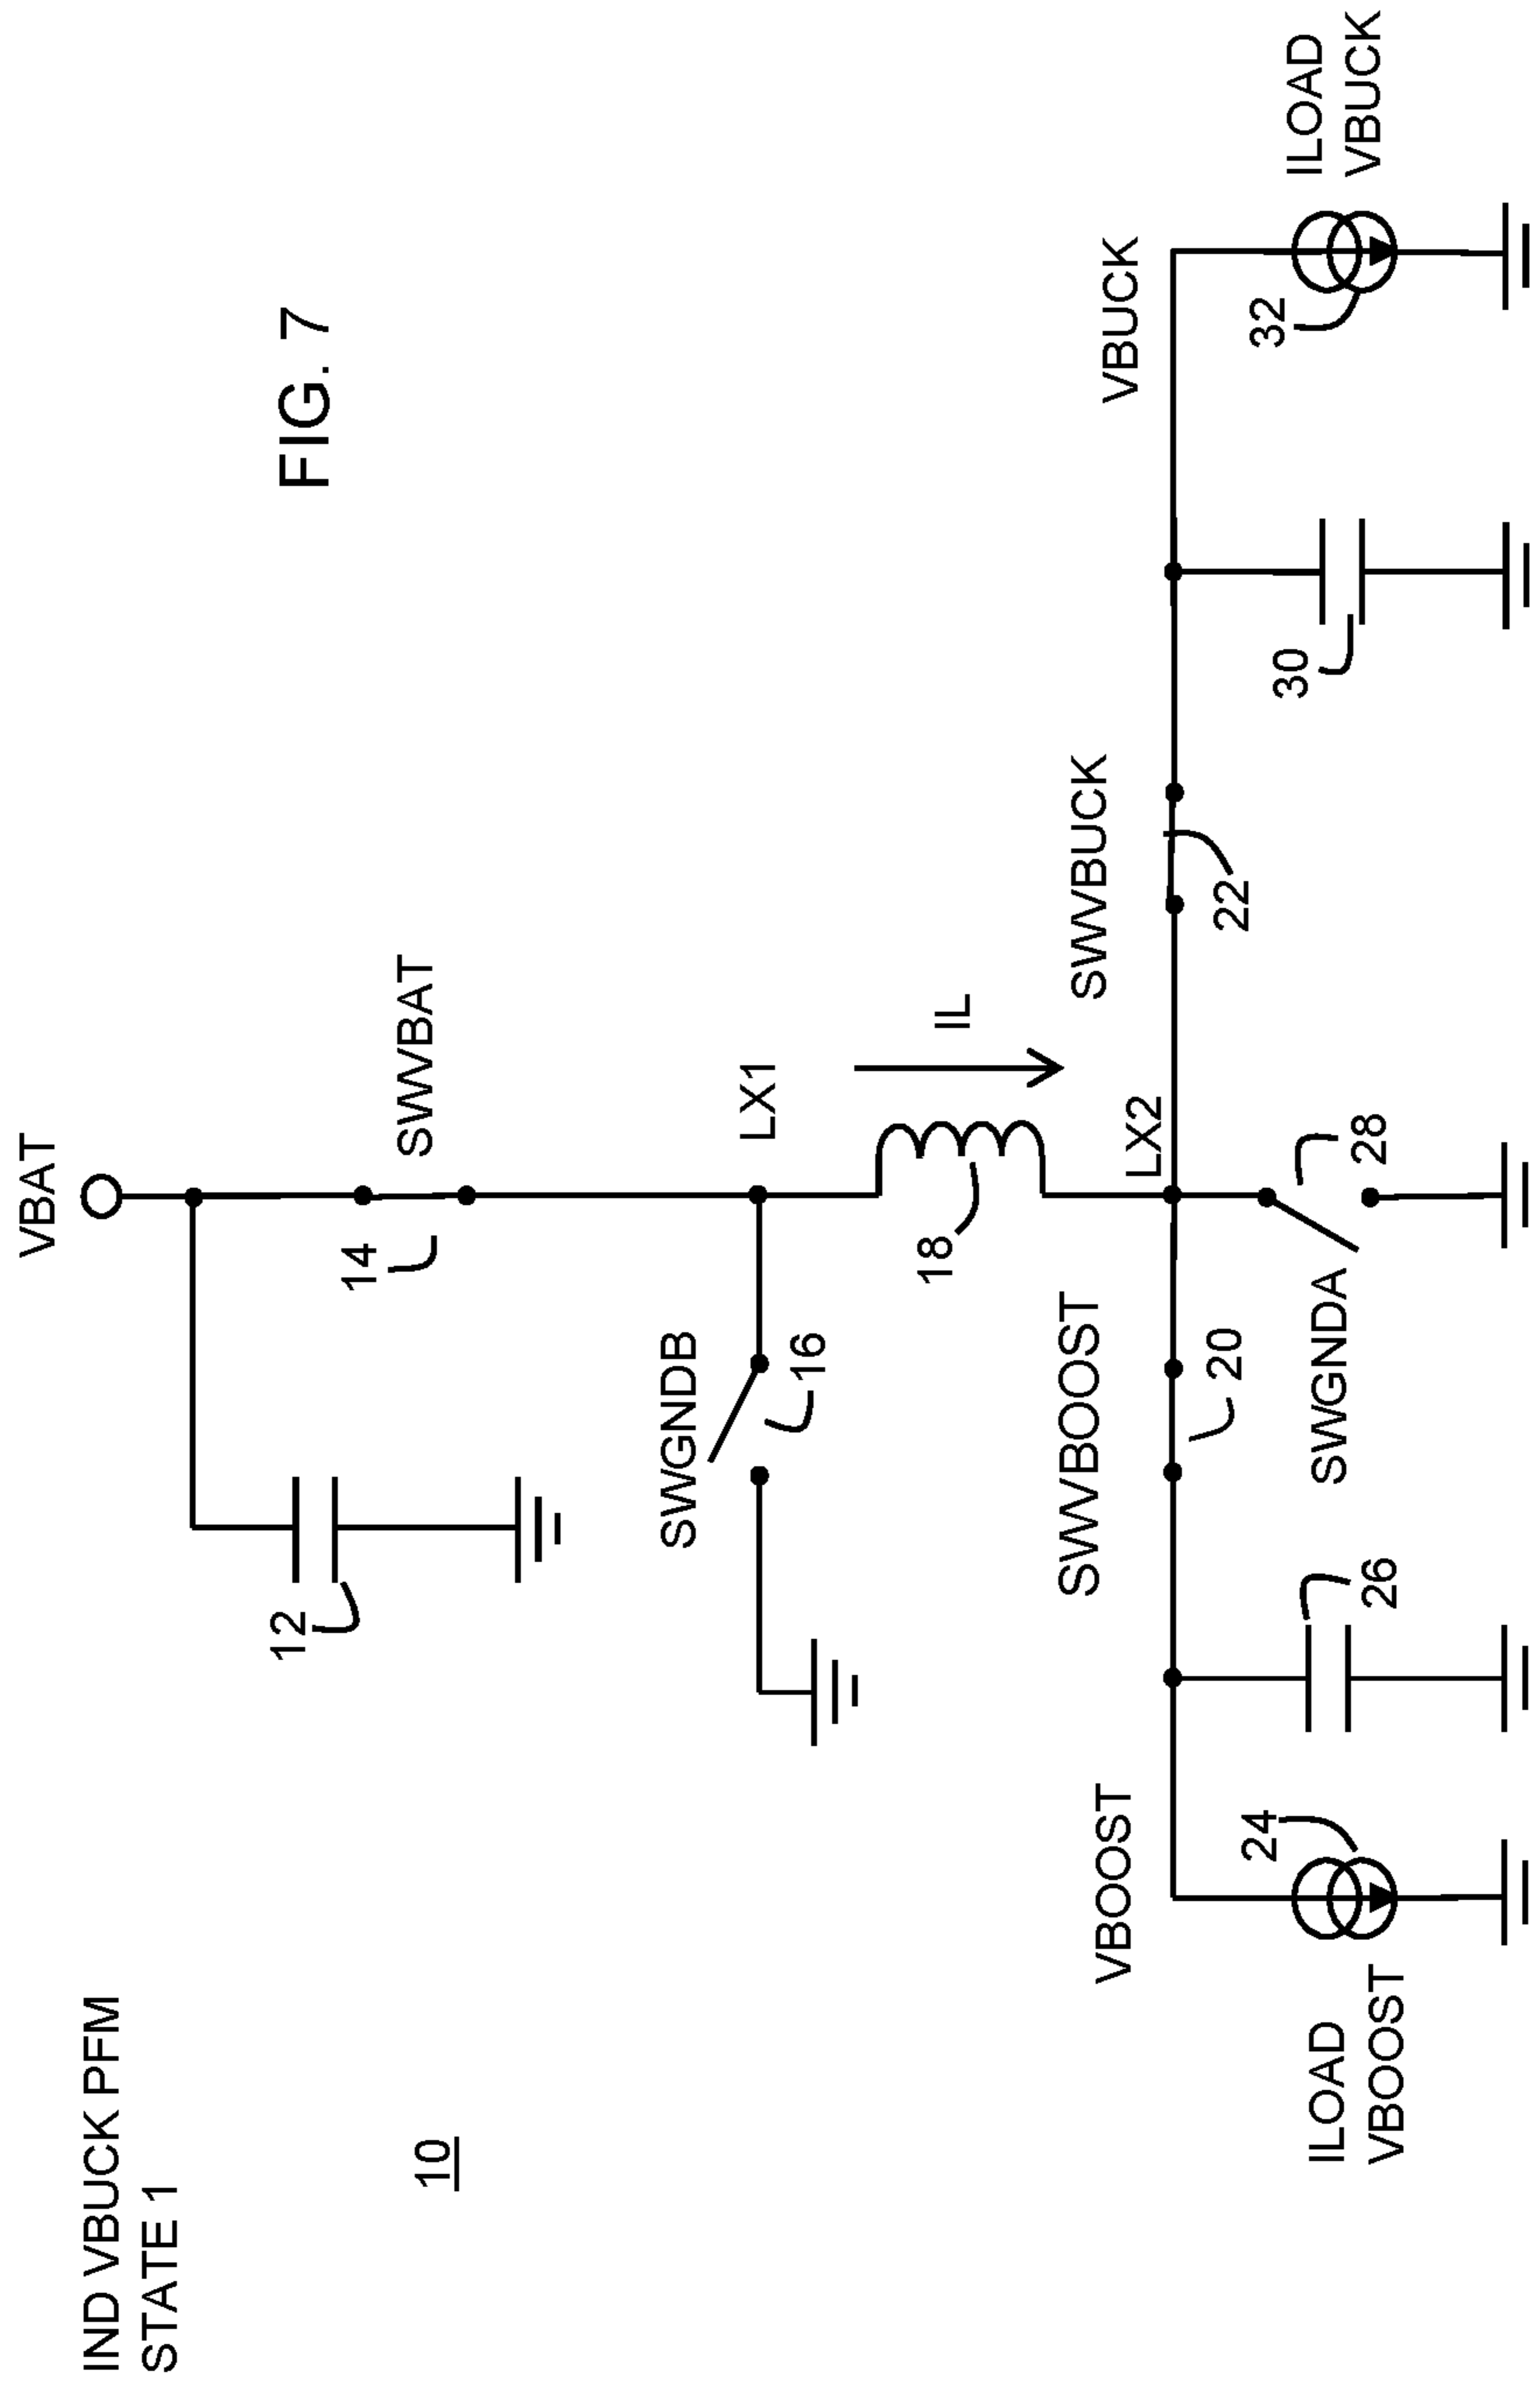 IND VBUCK PFM
STATE 1
10
FIG. 7
VBAT
12
14
SWVBAT
SWGNDB
16
LX1
18
IL
SWVBOOST
20
LX2
SWVBUCK
22
VBOOST
VBUCK
ILOAD
VBOOST
24
26
SWGNDA
28
30
32
ILOAD
VBUCK